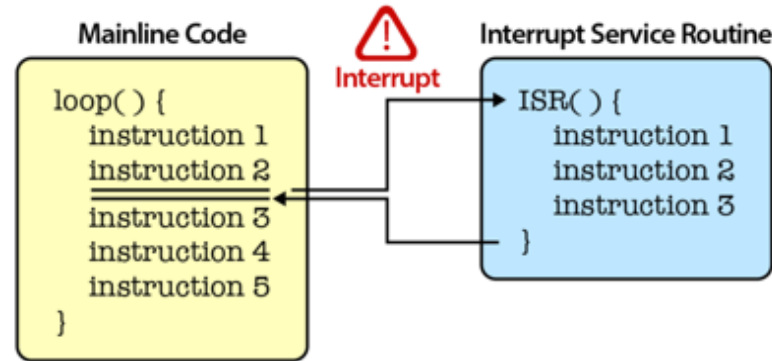 Mainline Code
loop( ) {
instruction 1
instruction 2
instruction 3
instruction 4
instruction 5
}
!
Interrupt
Interrupt Service Routine
ISR( ) {
instruction 1
instruction 2
instruction 3
}